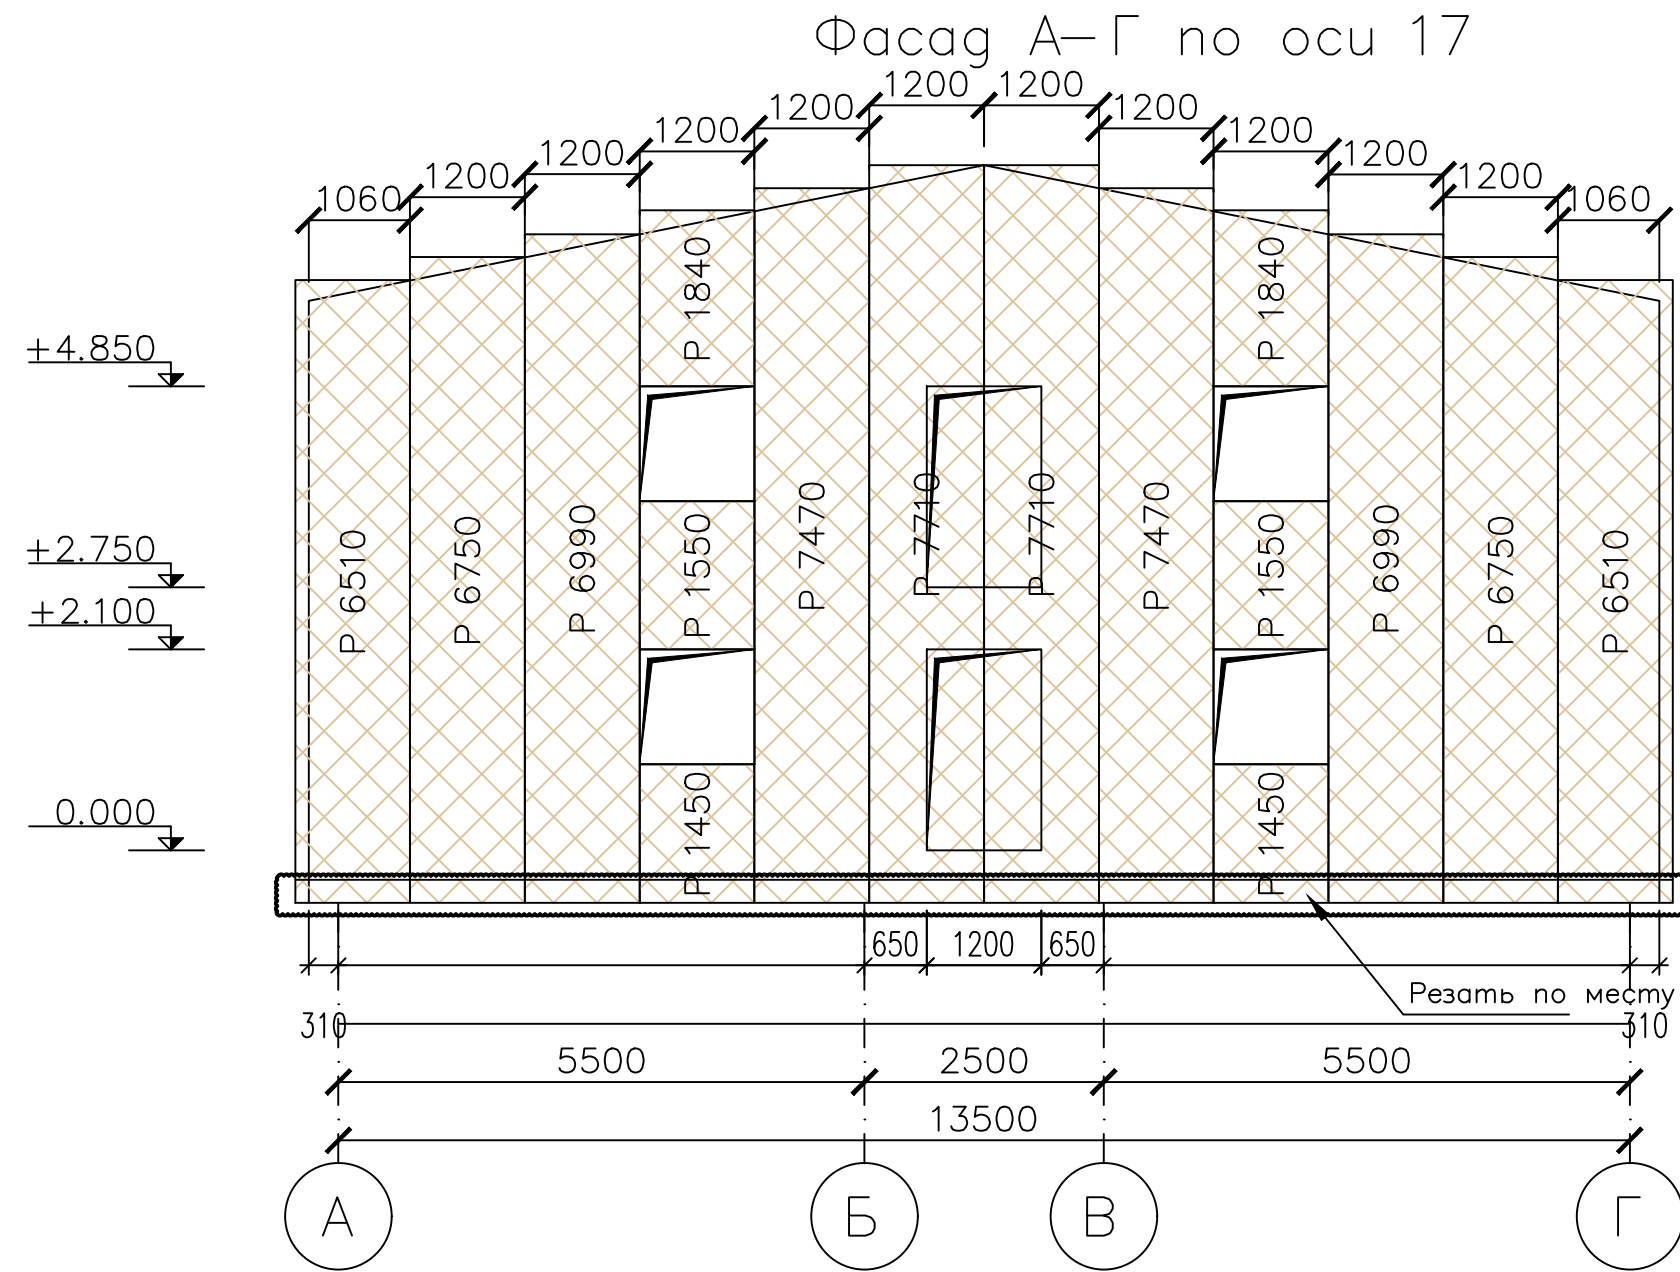 Фасад А-Г по оси 17
1200 1200
1200 1200
1200 1200
1200 1200
1200 1200
1060 1060
Р 1840 Р 1840
+4.850
Р 7710 Р 7710
Р 7470 Р 7470
Р 6990 Р 6990
Р 1550 Р 1550
Р 6750 Р 6750
Р 6510 Р 6510
+2.750
+2.100
0.000
Р 1450 Р 1450
650 1200 650
Резать по месту
310 310
5500 2500 5500
13500
А Б В Г